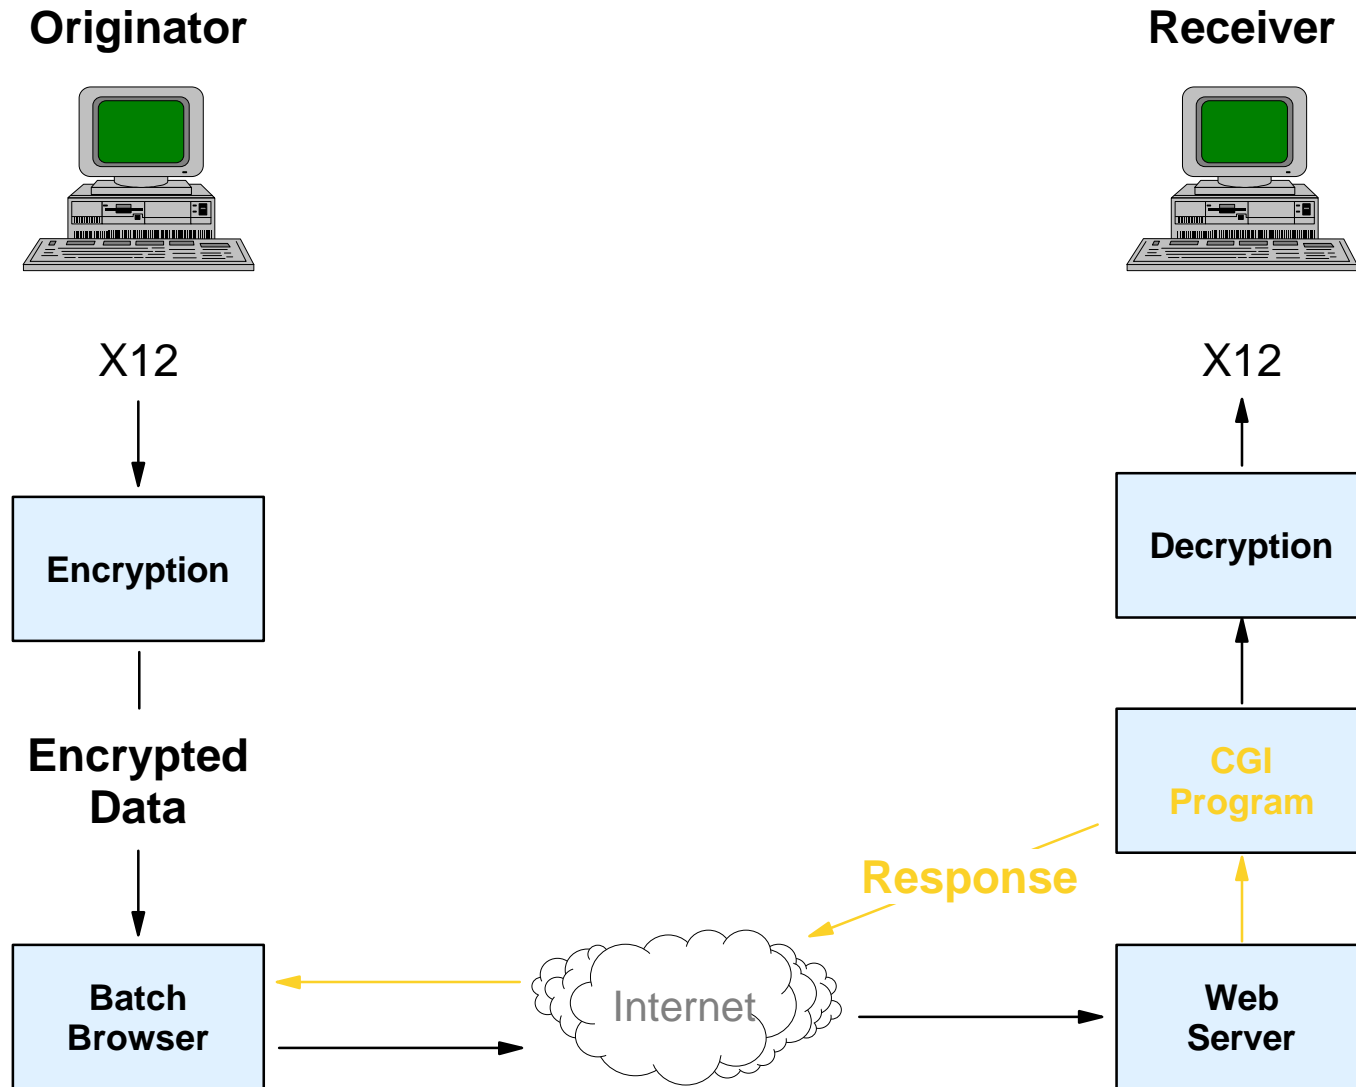 Originator
Receiver
X12
X12
Encryption
Decryption
Encrypted
Data
CGI
Program
Response
Batch
Browser
Internet
Web
Server